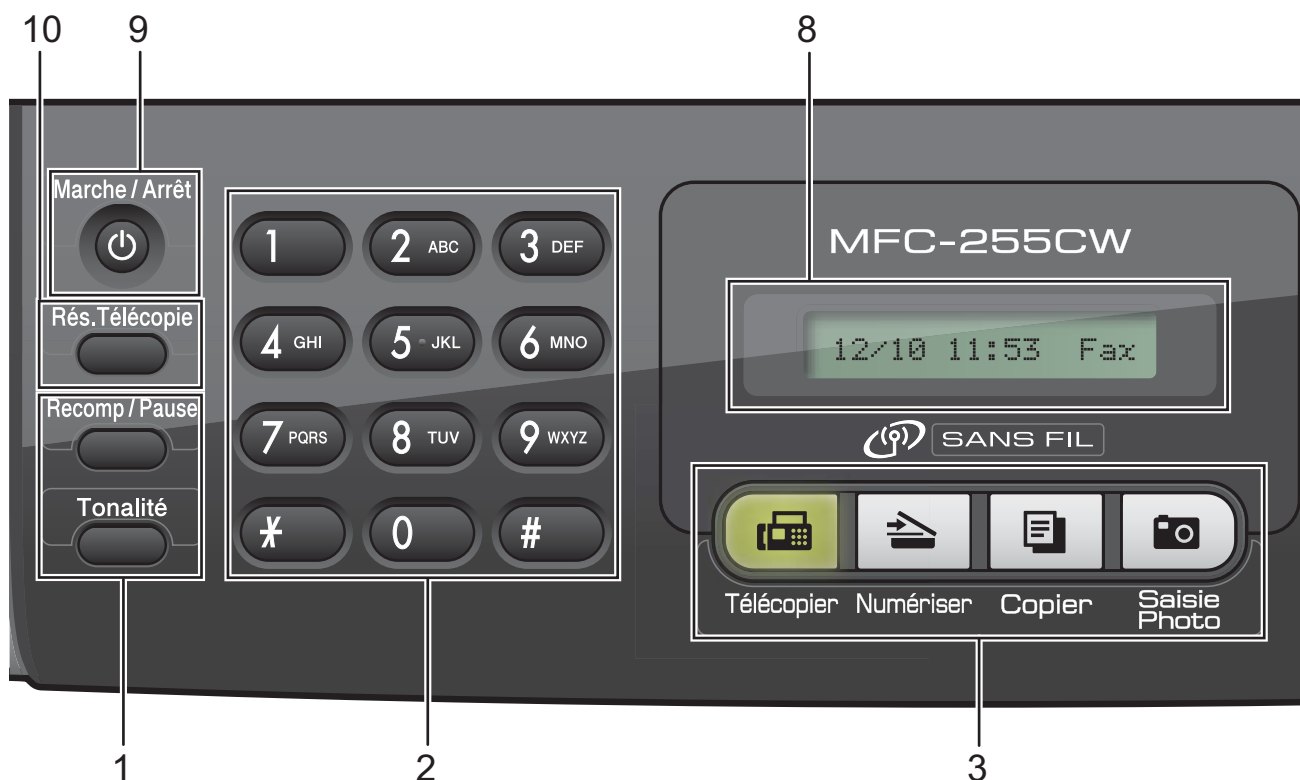 10 9 8
Marche / Arrêt
Rés.Télécopie
Recomp / Pause
Tonalité
1 2 ABC 3 DEF
4 GHI 5 JKL 6 MNO
7 PQRS 8 TUV 9 WXYZ
* 0 #
MFC-255CW
12/10 11:53 Fax
SANS FIL
Télécopier Numériser Copier Saisie Photo
1 2 3